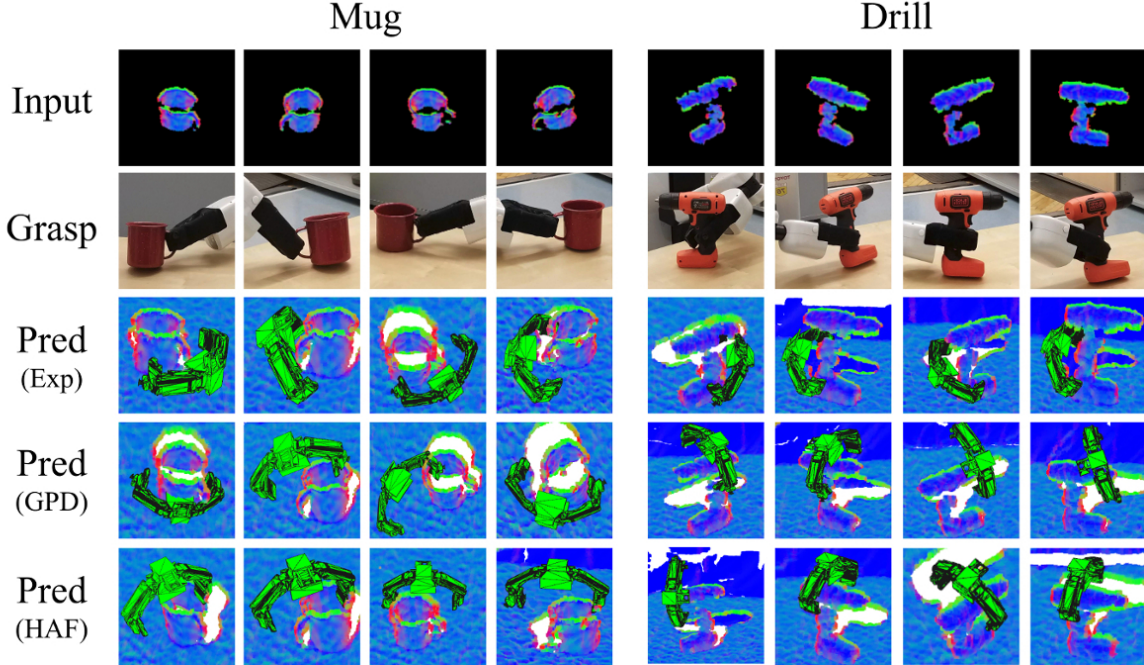 Mug
Drill
Input
Grasp
Pred
(Exp)
Pred
(GPD)
Pred
(HAF)